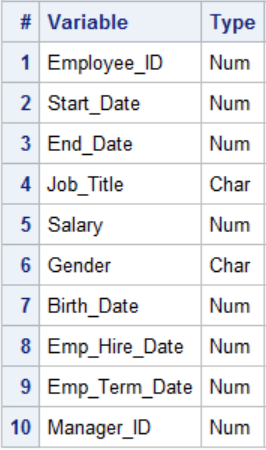 # Variable Type
1 Employee_ID Num
2 Start_Date Num
3 End_Date Num
4 Job_Title Char
5 Salary Num
6 Gender Char
7 Birth_Date Num
8 Emp_Hire_Date Num
9 Emp_Term_Date Num
10 Manager_ID Num